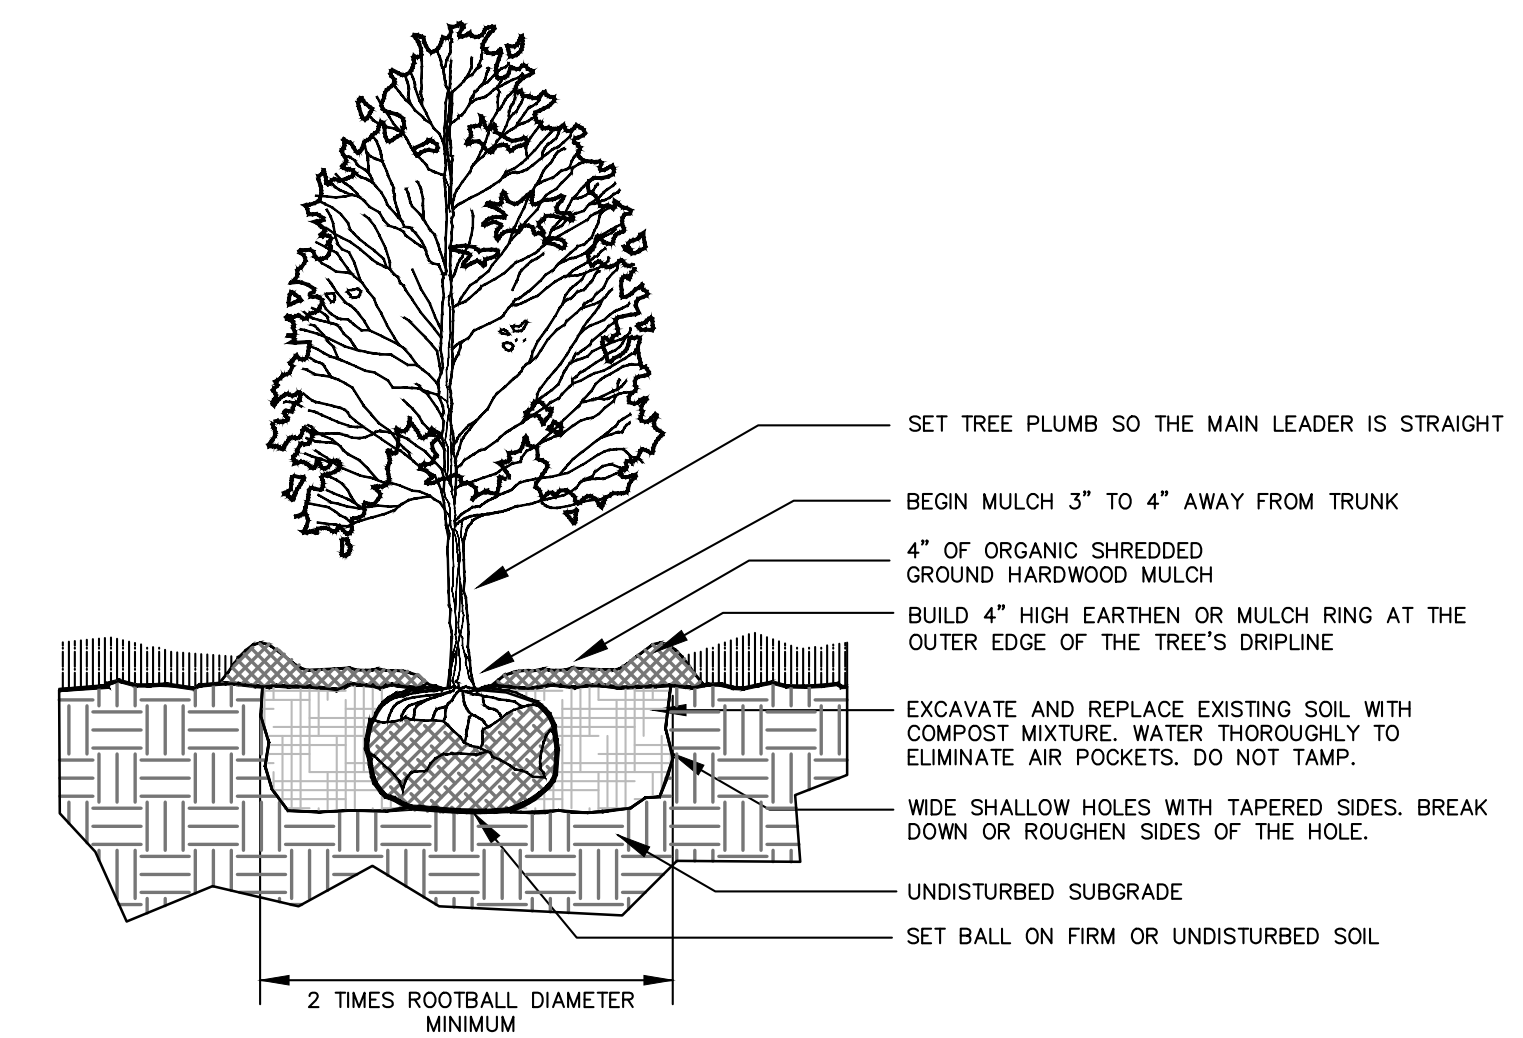 SET TREE PLUMB SO THE MAIN LEADER IS STRAIGHT
BEGIN MULCH 3” TO 4” AWAY FROM TRUNK
4” OF ORGANIC SHREDDED
GROUND HARDWOOD MULCH
BUILD 4” HIGH EARTHEN OR MULCH RING AT THE
OUTER EDGE OF THE TREE’S DRIPLINE
EXCAVATE AND REPLACE EXISTING SOIL WITH
COMPOST MIXTURE. WATER THOROUGHLY TO
ELIMINATE AIR POCKETS. DO NOT TAMP.
WIDE SHALLOW HOLES WITH TAPERED SIDES. BREAK
DOWN OR ROUGHEN SIDES OF THE HOLE.
UNDISTURBED SUBGRADE
SET BALL ON FIRM OR UNDISTURBED SOIL
2 TIMES ROOTBALL DIAMETER
MINIMUM